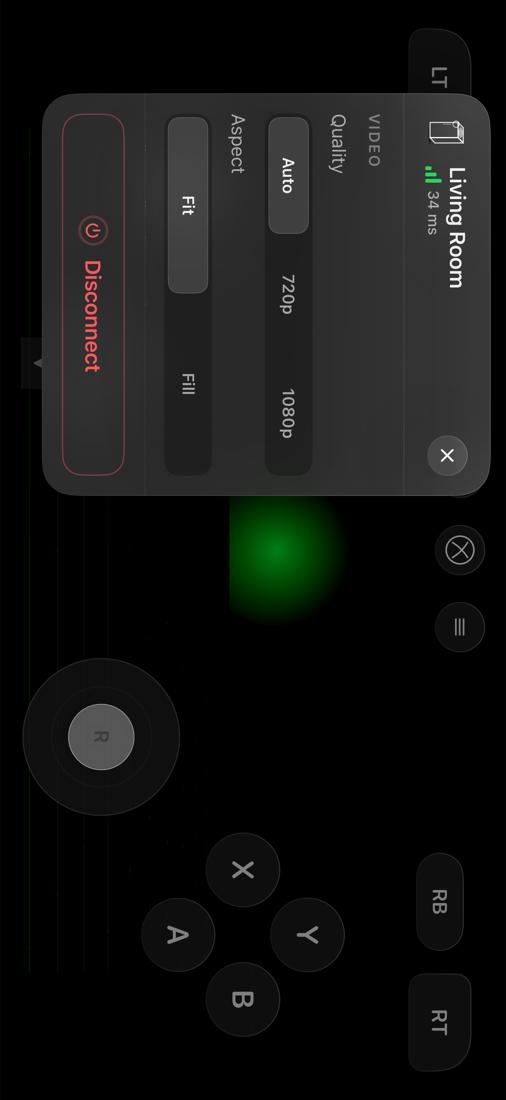 LT
Living Room
34 ms
VIDEO
Quality
Auto 720p 1080p
Aspect
Fit Fill
Disconnect
R
X
Y
A
B
RB
RT